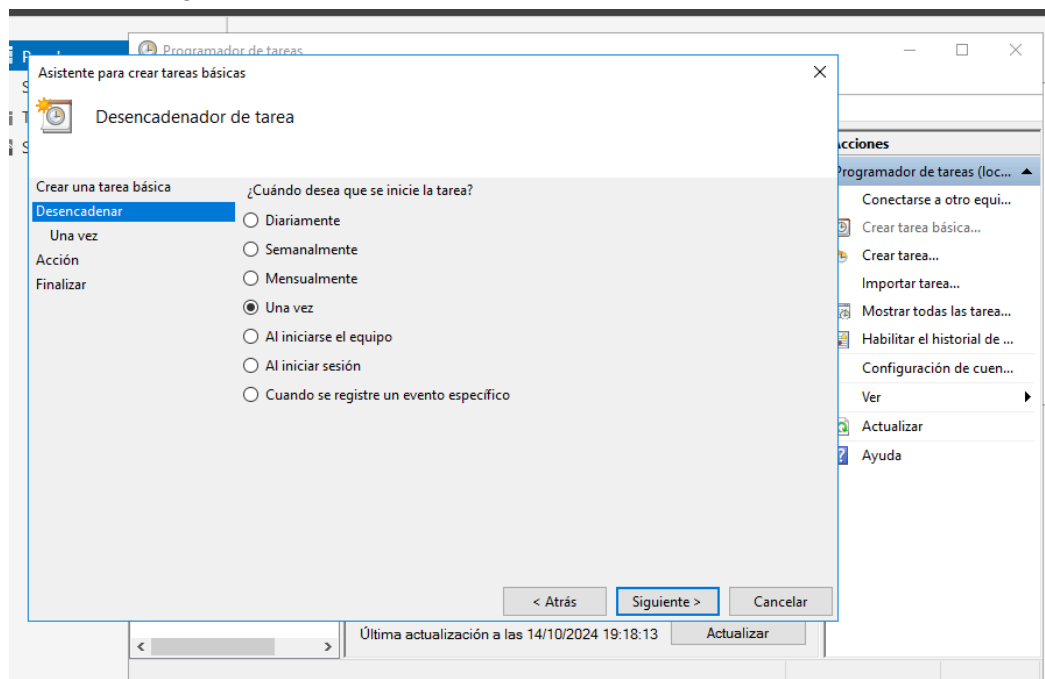 Programador de tareas
Asistente para crear tareas básicas
Desencadenador de tarea
Crear una tarea básica
Desencadenar
Una vez
Acción
Finalizar
¿Cuándo desea que se inicie la tarea?
Diariamente
Semanalmente
Mensualmente
Una vez
Al iniciarse el equipo
Al iniciar sesión
Cuando se registre un evento específico
< Atrás
Siguiente >
Cancelar
Última actualización a las 14/10/2024 19:18:13
Actualizar
cciones
rogramador de tareas (loc...
Conectarse a otro equi...
Crear tarea básica...
Crear tarea...
Importar tarea...
Mostrar todas las tarea...
Habilitar el historial de ...
Configuración de cuen...
Ver
Actualizar
Ayuda